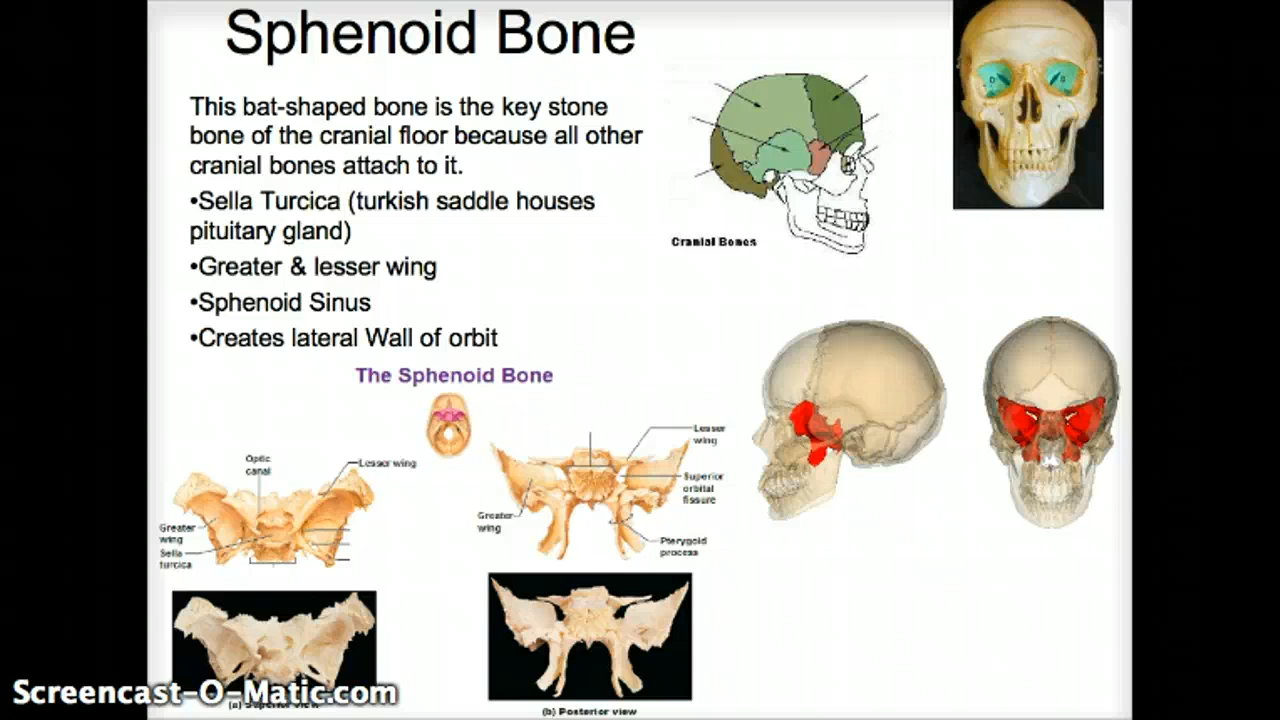 Sphenoid Bone
This bat-shaped bone is the key stone
bone of the cranial floor because all other
cranial bones attach to it.
•Sella Turcica (turkish saddle houses
pituitary gland)
•Greater & lesser wing
•Sphenoid Sinus
•Creates lateral Wall of orbit
Cranial Bones
The Sphenoid Bone
Optic
canal
Lesser wing
Greater
wing
Sella
turcica
Lesser
wing
Superior
orbital
fissure
Greater
wing
Pterygoid
process
Screencast-O-Matic.com
(a) Superior view
(b) Posterior view